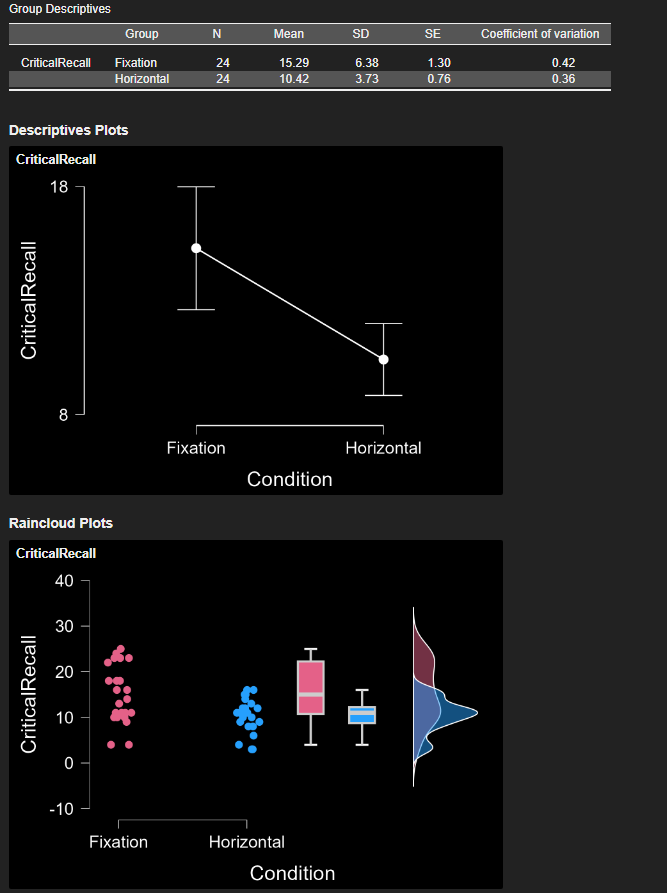 Group Descriptives
Group N Mean SD SE Coefficient of variation
CriticalRecall Fixation 24 15.29 6.38 1.30 0.42
Horizontal 24 10.42 3.73 0.76 0.36
Descriptives Plots
CriticalRecall
18
CriticalRecall
8
Fixation Horizontal
Condition
Raincloud Plots
CriticalRecall
40
30
20
CriticalRecall
10
0
-10
Fixation Horizontal
Condition